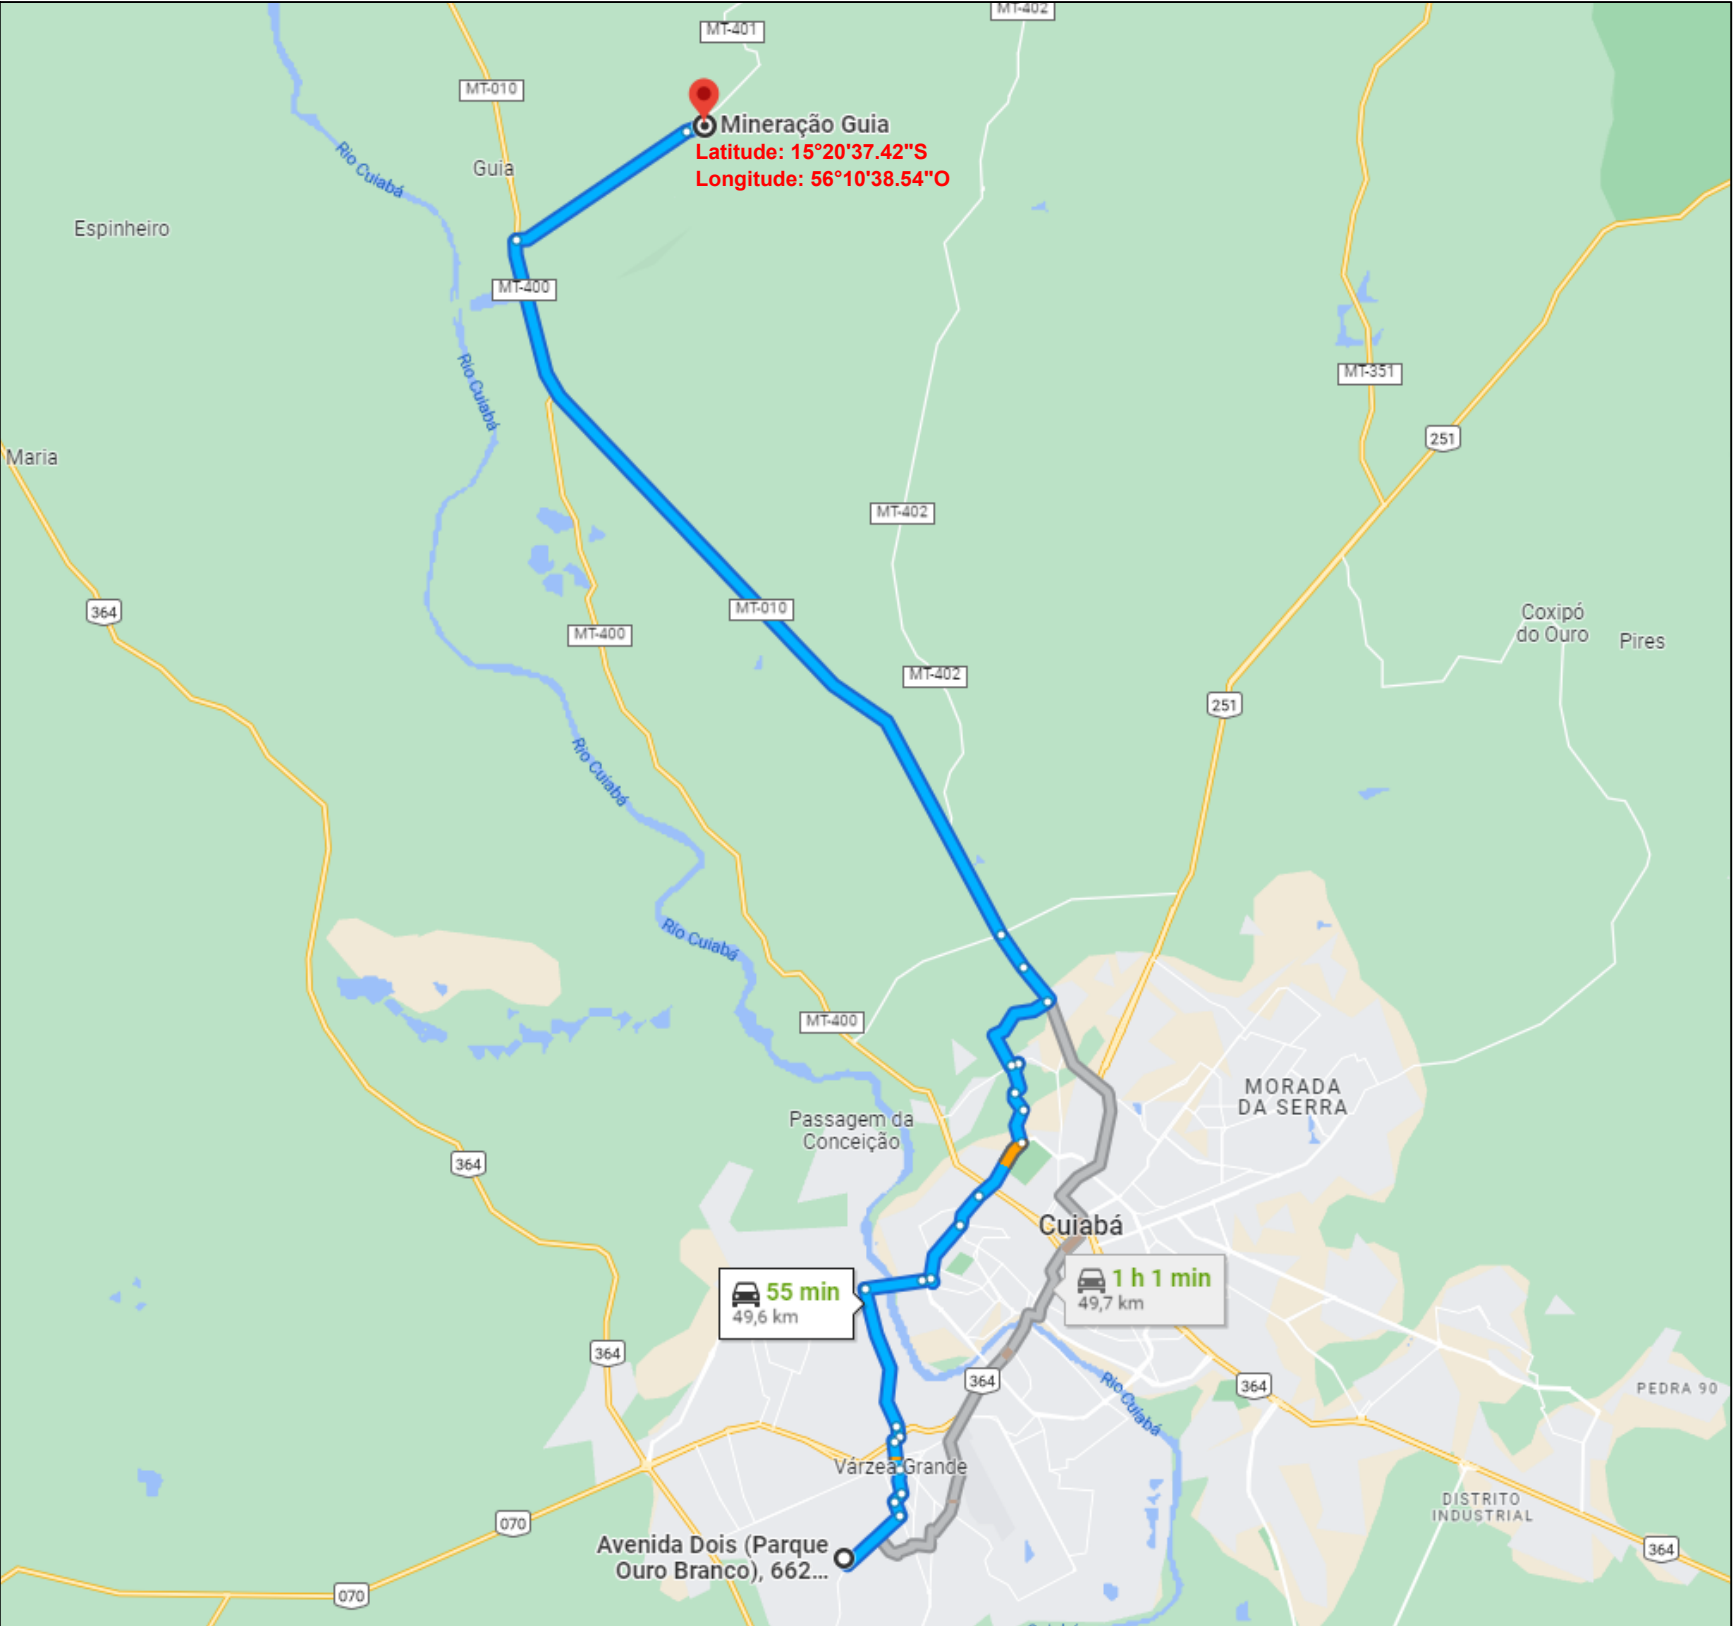 MT-402
MT-401
MT-010
Mineração Guia
Latitude: 15°20'37.42"S
Longitude: 56°10'38.54"O
Rio Cuiabá
Guia
Espinheiro
MT-400
Rio Cuiabá
MT-351
251
Maria
MT-402
364
MT-010
Coxipó
do Ouro
Pires
MT-400
MT-402
251
Rio Cuiabá
Rio Cuiabá
MT-400
MORADA
DA SERRA
Passagem da
Conceição
364
Cuiabá
55 min
49,6 km
1 h 1 min
49,7 km
364
364
364
Rio Cuiabá
PEDRA 90
Várzea Grande
DISTRITO
INDUSTRIAL
070
Avenida Dois (Parque
Ouro Branco), 662...
364
070